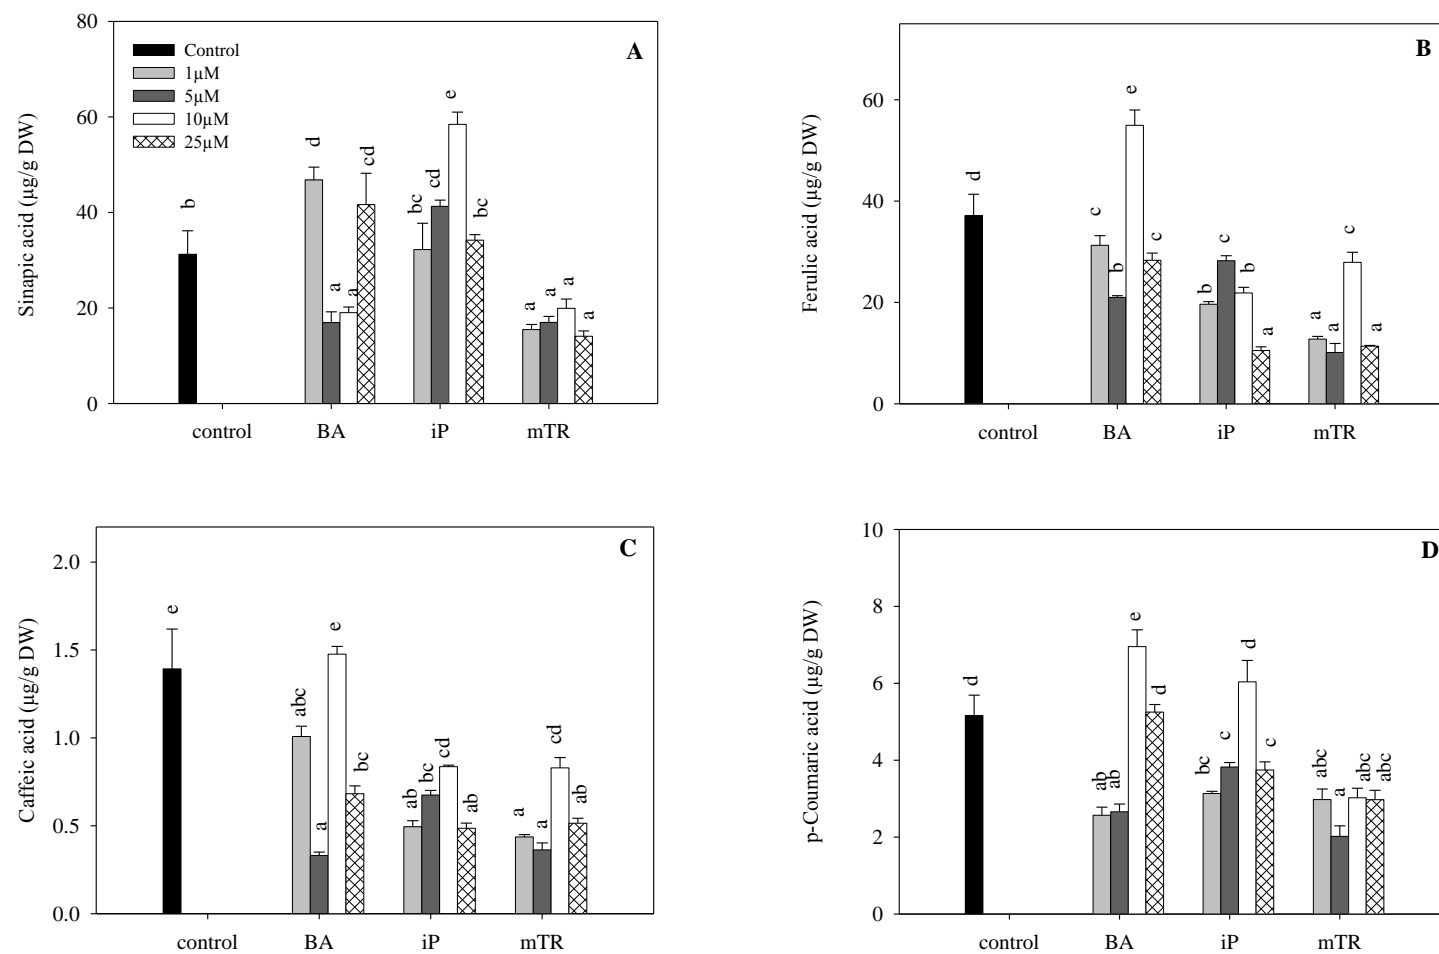 A
Control
1µM
5µM
10µM
25µM
Sinapic acid (µg/g DW)
80
60
40
20
0
b
d
a
a
cd
bc
cd
e
bc
a
a
a
a
control
BA
iP
mTR
B
Ferulic acid (µg/g DW)
60
40
20
0
d
c
b
e
c
b
c
b
a
a
a
c
a
control
BA
iP
mTR
C
Caffeic acid (µg/g DW)
2.0
1.5
1.0
0.5
0.0
e
abc
a
e
bc
ab
bc
cd
ab
a
a
cd
ab
control
BA
iP
mTR
D
p-Coumaric acid (µg/g DW)
10
8
6
4
2
0
d
ab
ab
e
d
bc
c
d
c
abc
a
abc
abc
control
BA
iP
mTR